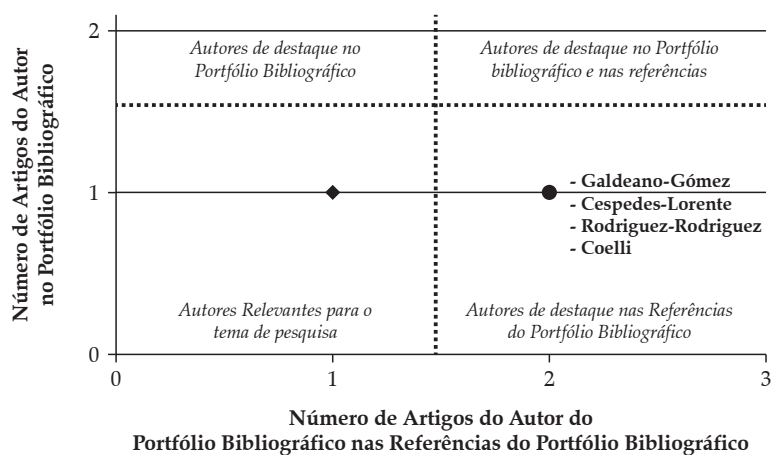 Número de Artigos do Autor
no Portfólio Bibliográfico
2
Autores de destaque no
Portfólio Bibliográfico
Autores de destaque no Portfólio
bibliográfico e nas referências
1
- Galdeano-Gómez
- Cespedes-Lorente
- Rodriguez-Rodriguez
- Coelli
Autores Relevantes para o
tema de pesquisa
Autores de destaque nas Referências
do Portfólio Bibliográfico
0
0
1
2
3
Número de Artigos do Autor do
Portfólio Bibliográfico nas Referências do Portfólio Bibliográfico